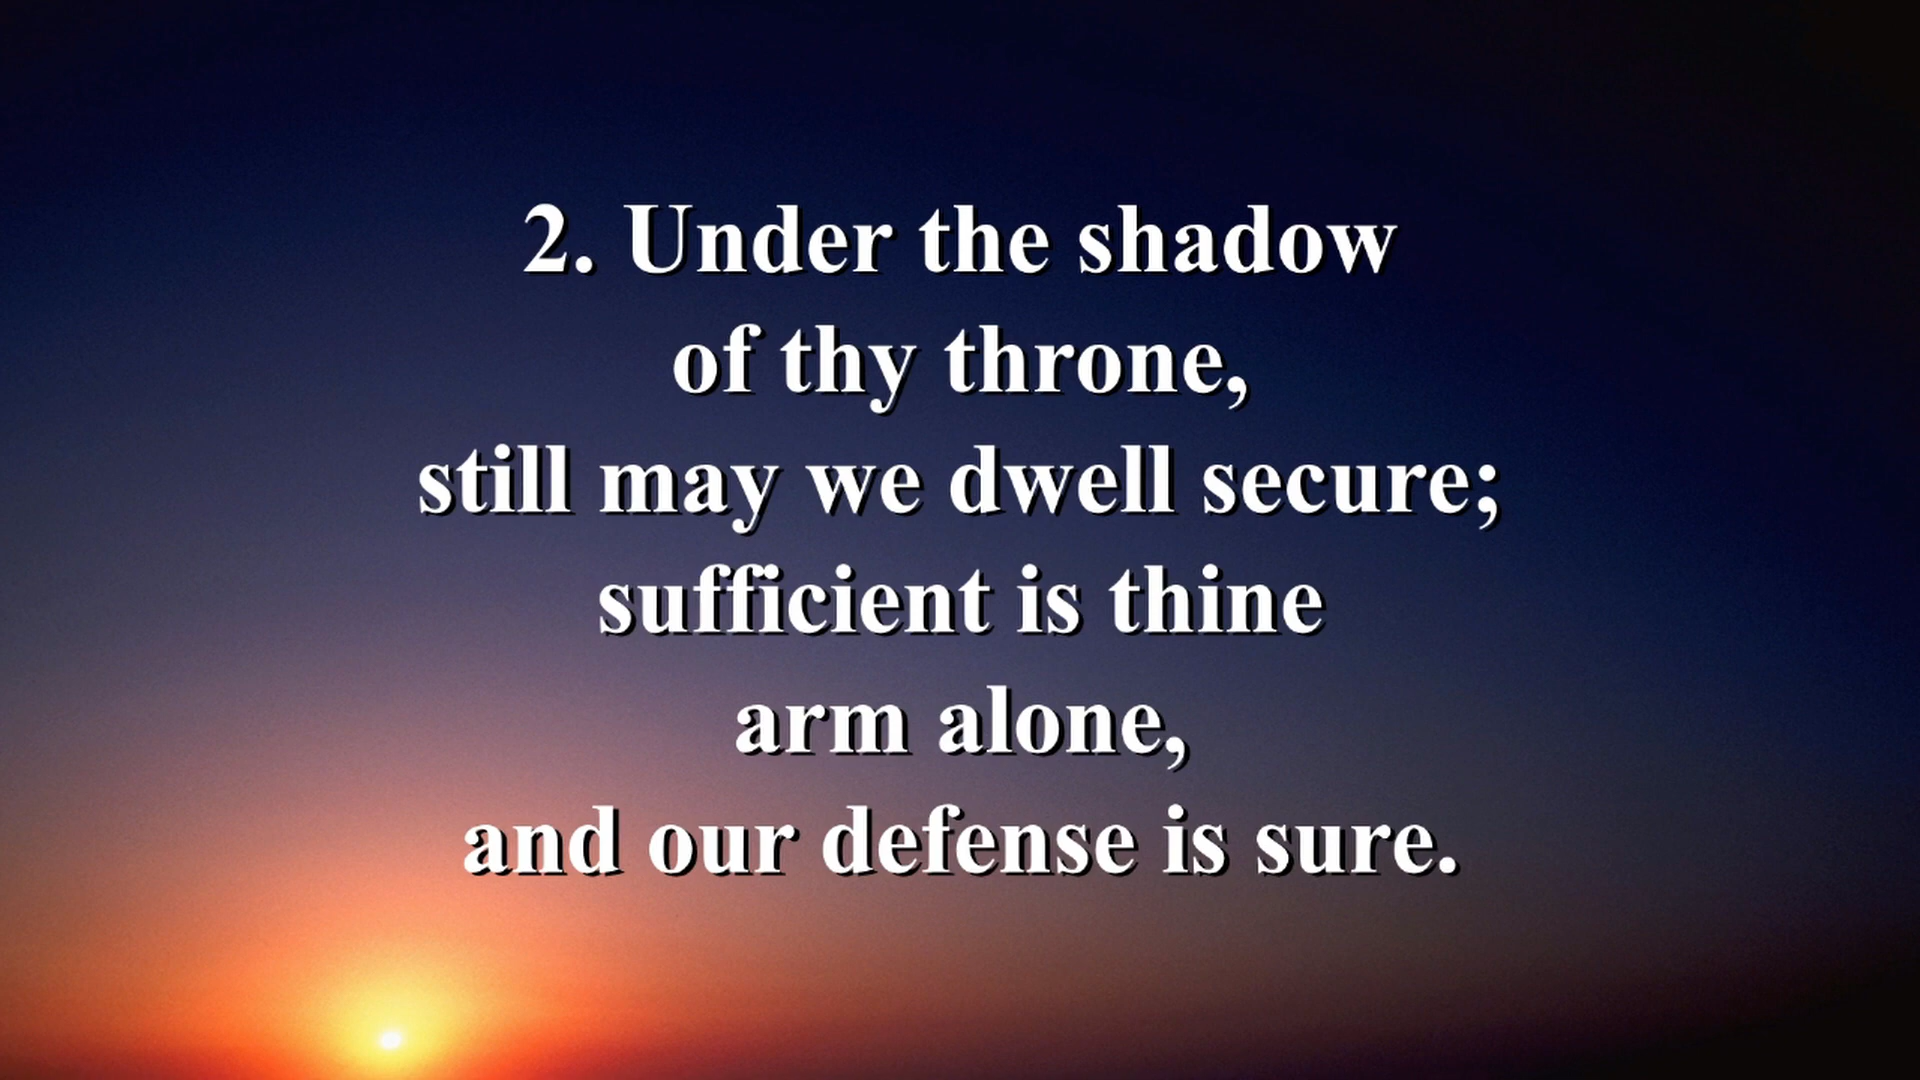 2. Under the shadow
of thy throne,
still may we dwell secure;
sufficient is thine
arm alone,
and our defense is sure.